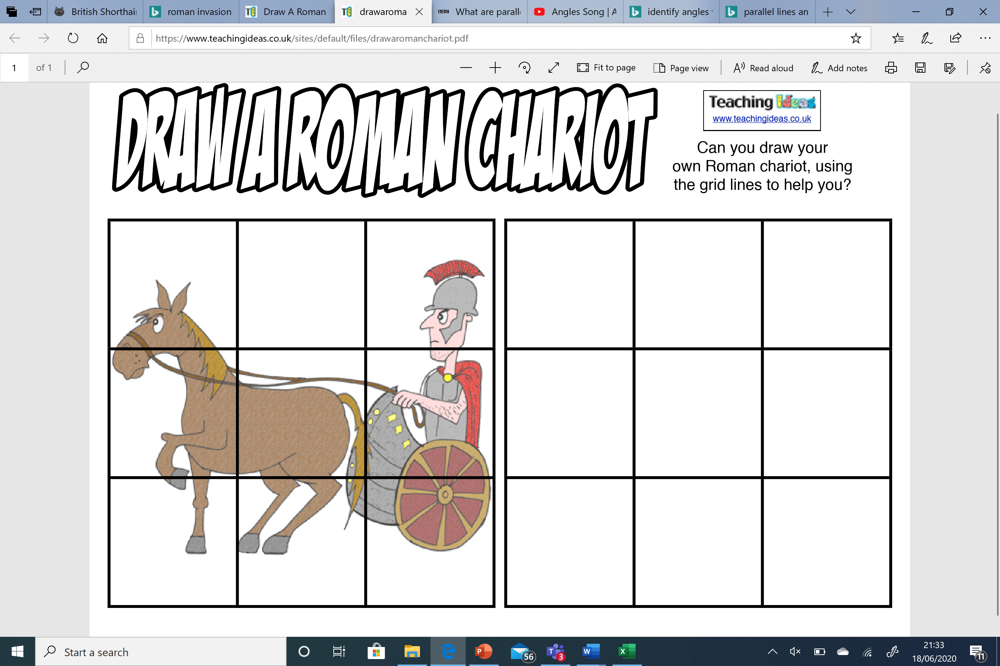 British Shorthair
roman invasion
Draw A Roman
drawaroma
BBC
What are paralle
Angles Song | A
identify angles
parallel lines an
https://www.teachingideas.co.uk/sites/default/files/drawaromanchariot.pdf
1
of 1
Fit to page
Page view
Read aloud
Add notes
DRAW A ROMAN CHARIOT
Teaching Ideas
www.teachingideas.co.uk
Can you draw your
own Roman chariot, using
the grid lines to help you?
Start a search
56
3
21:33
18/06/2020
11